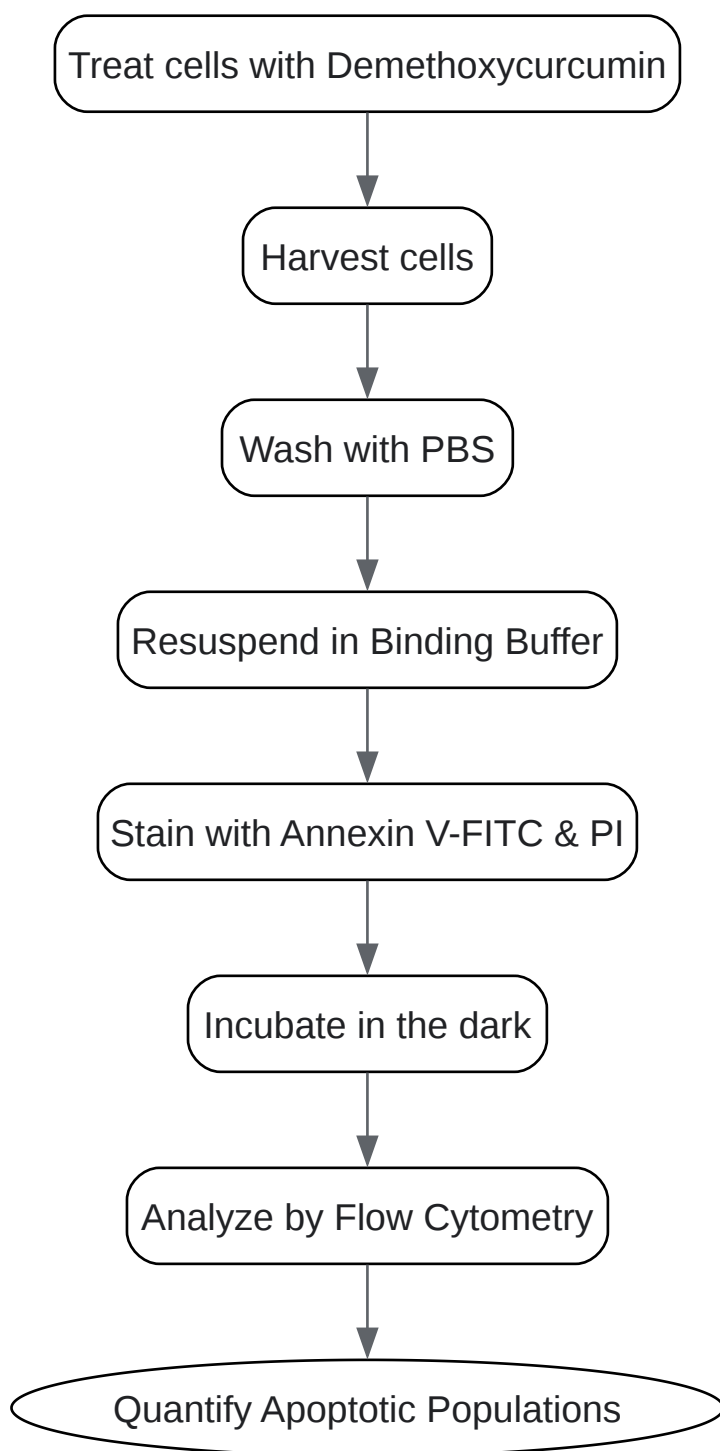 Treat cells with Demethoxycurcumin
Harvest cells
Wash with PBS
Resuspend in Binding Buffer
Stain with Annexin V-FITC & PI
Incubate in the dark
Analyze by Flow Cytometry
Quantify Apoptotic Populations